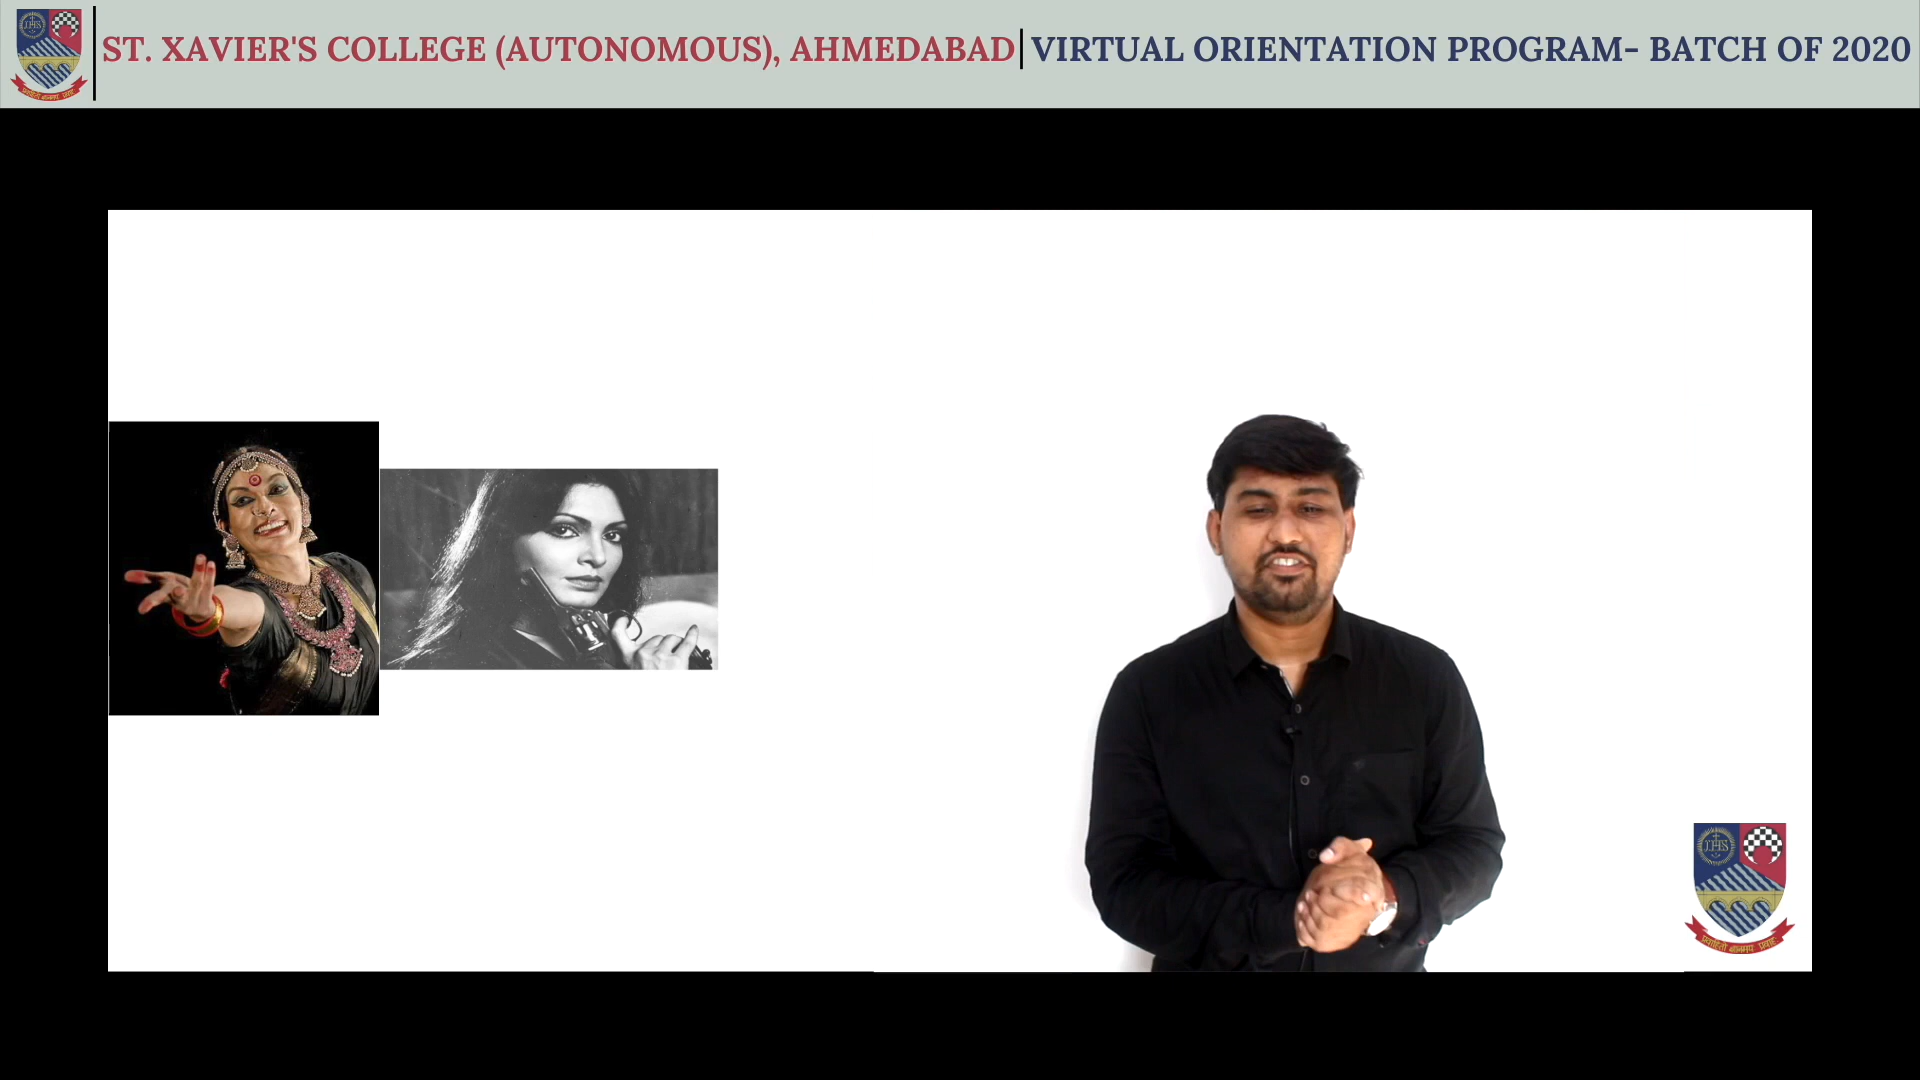 ST. XAVIER'S COLLEGE (AUTONOMOUS), AHMEDABAD VIRTUAL ORIENTATION PROGRAM- BATCH OF 2020